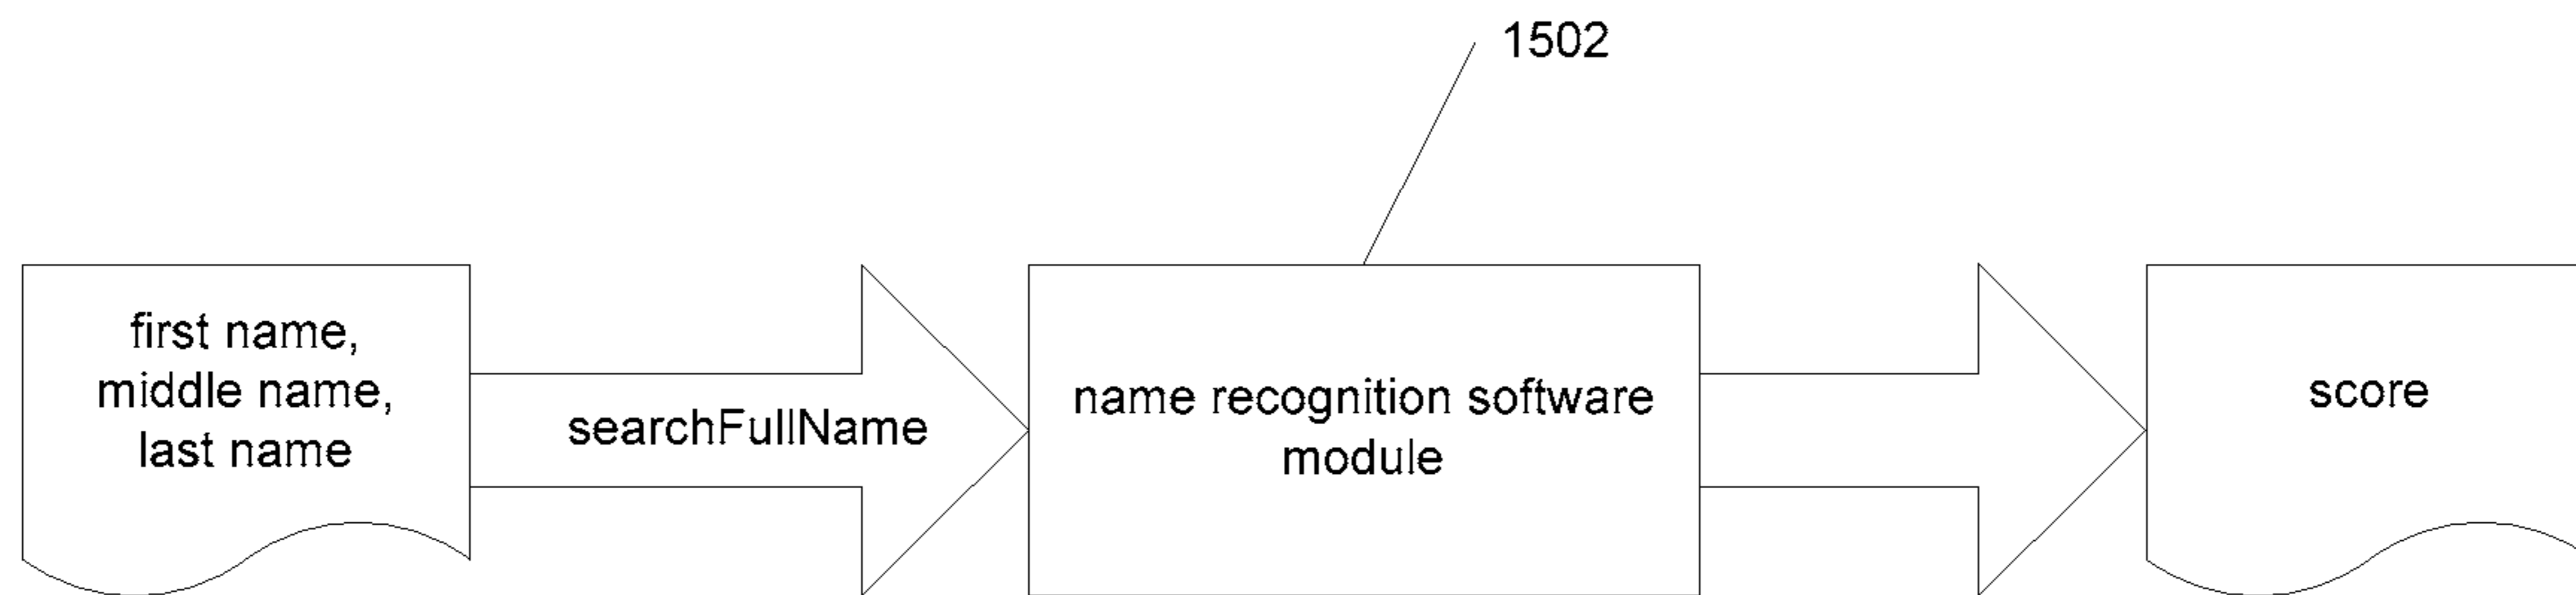 1502
first name,
middle name,
last name
searchFullName
name recognition software
module
score